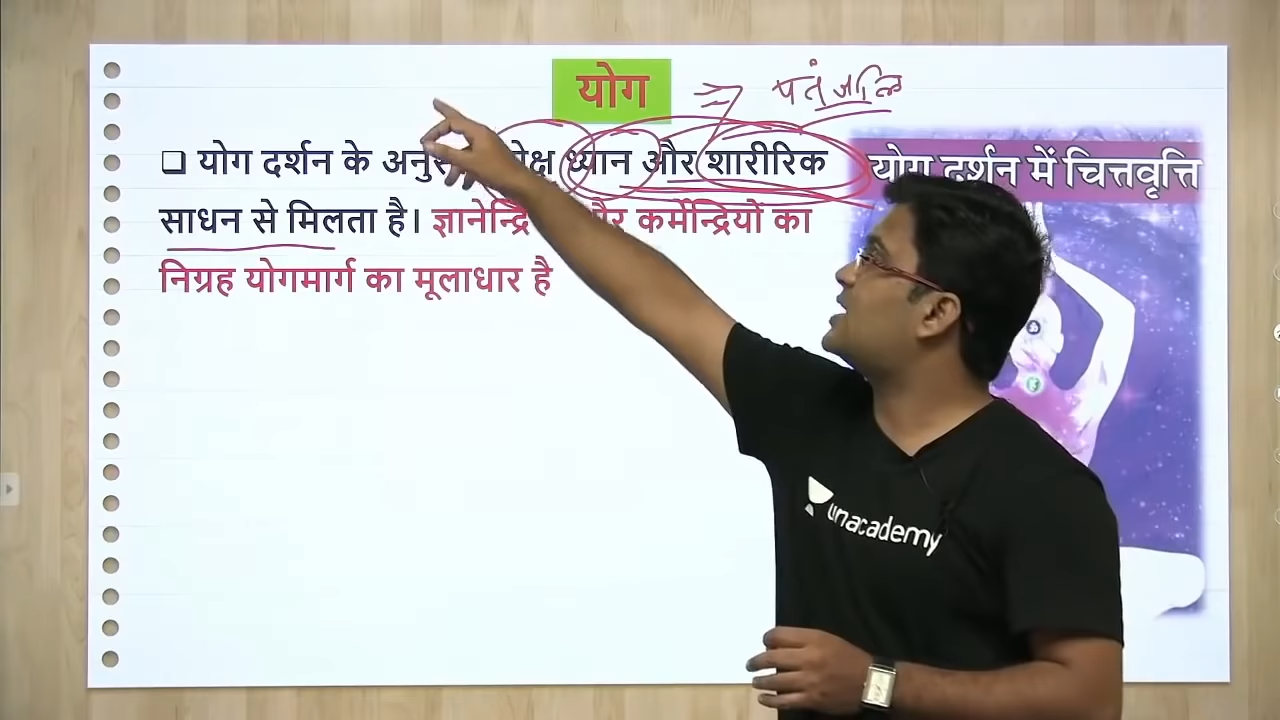 योग
पतंजलि
योग दर्शन के ध्यान और शारीरिक
साधन से मिलता है। कर्मेन्द्रियों का
निग्रह योगमार्ग का मूलाधार है
योग दर्शन में चित्तवृत्ति
unacademy